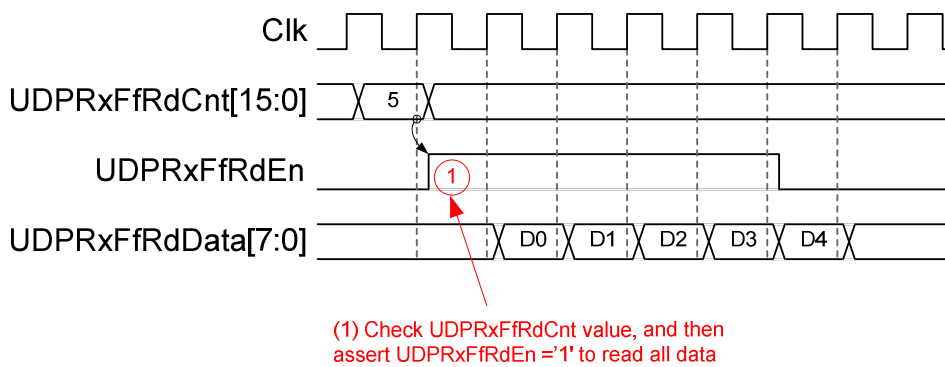 Clk
UDPRxFfRdCnt[15:0]
5
UDPRxFfRdEn
1
UDPRxFfRdData[7:0]
D0 D1 D2 D3 D4
(1) Check UDPRxFfRdCnt value, and then
assert UDPRxFfRdEn ='1' to read all data